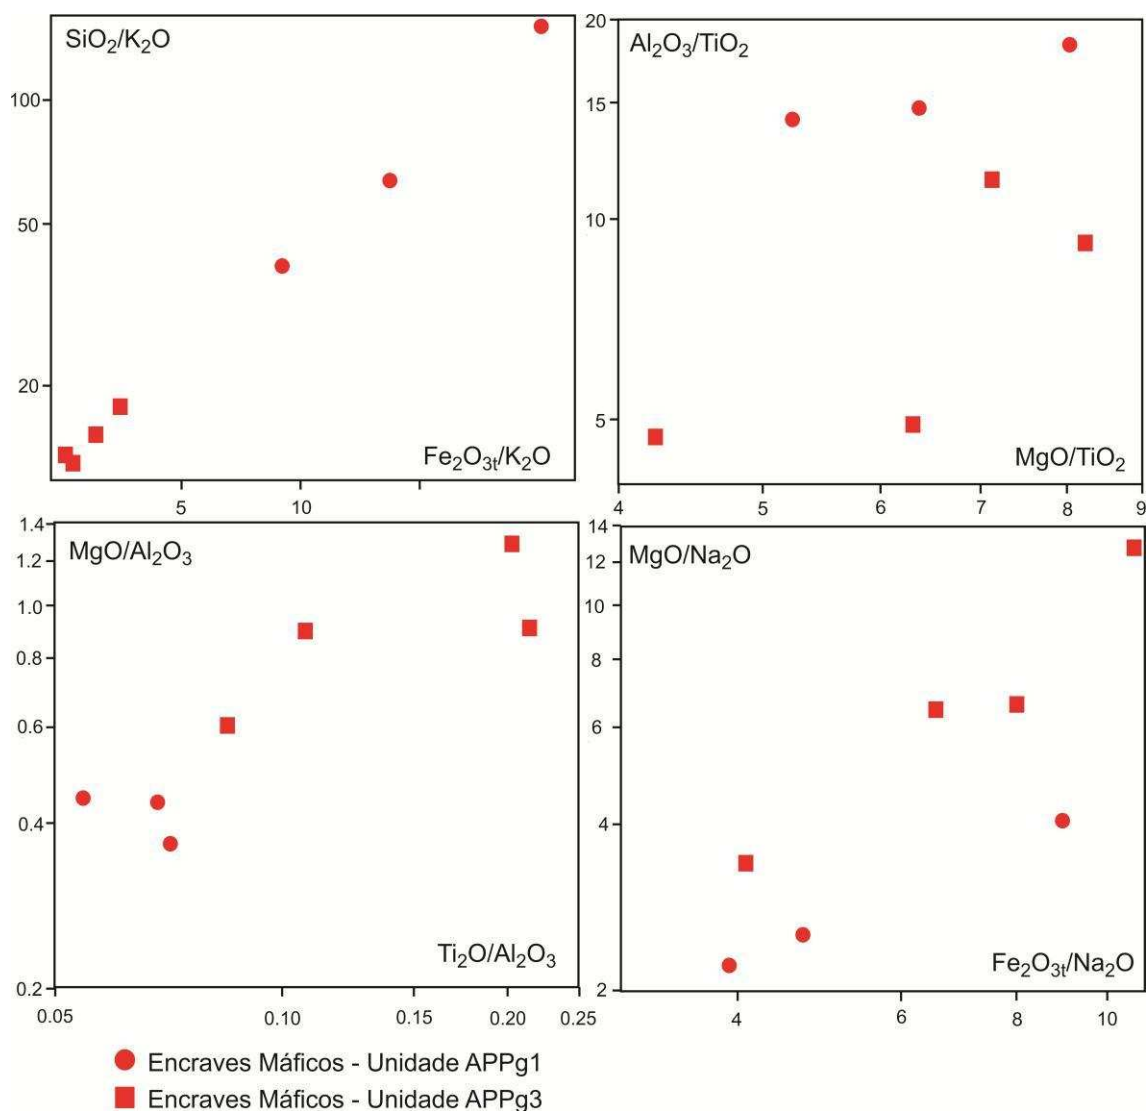 SiO2/K2O
100
50
20
Fe2O3t/K2O
5 10
Al2O3/TiO2
20
15
10
5
MgO/TiO2
4 5 6 7 8 9
MgO/Al2O3
1.4
1.2
1.0
0.8
0.6
0.4
0.2
Ti2O/Al2O3
0.05 0.10 0.15 0.20 0.25
MgO/Na2O
14
12
10
8
6
4
2
Fe2O3t/Na2O
4 6 8 10
Encraves Máficos - Unidade APPg1
Encraves Máficos - Unidade APPg3